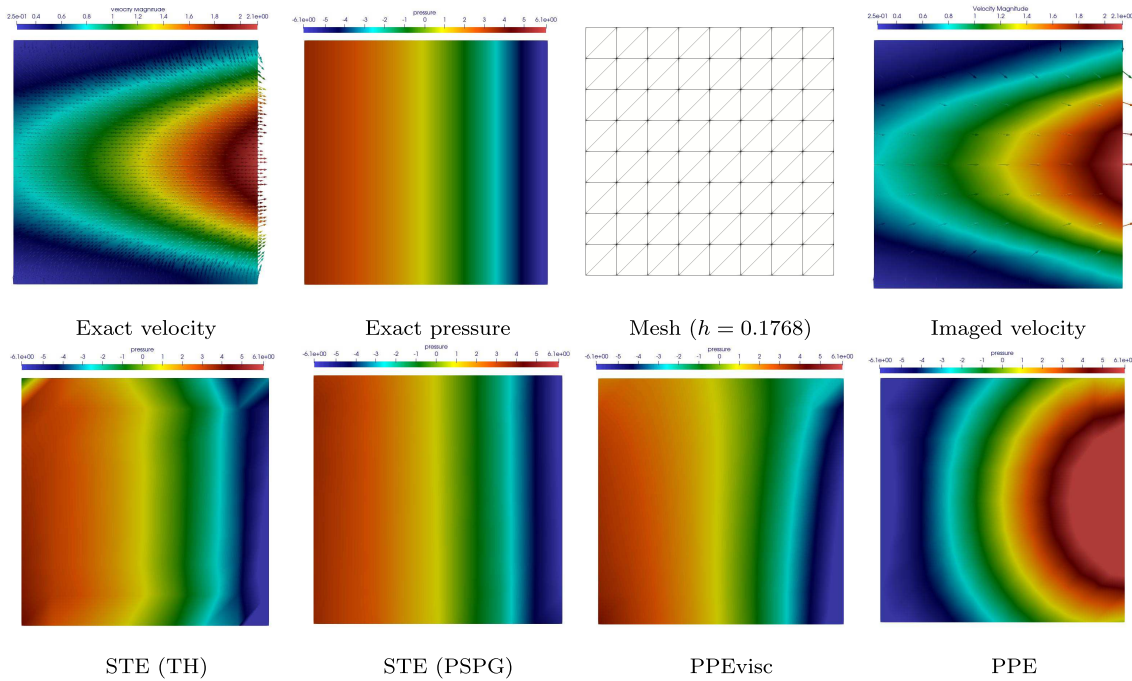 Velocity Magnitude
2.5e-01 0.4 0.6 0.8 1 1.2 1.4 1.6 1.8 2 2.1e+00
pressure
-6.1e+00 -5 -4 -3 -2 -1 0 1 2 3 4 5 6.1e+00
Velocity Magnitude
2.5e-01 0.4 0.6 0.8 1 1.2 1.4 1.6 1.8 2 2.1e+00
Exact velocity
Exact pressure
Mesh (h = 0.1768)
Imaged velocity
pressure
-6.1e+00 -5 -4 -3 -2 -1 0 1 2 3 4 5 6.1e+00
pressure
-6.1e+00 -5 -4 -3 -2 -1 0 1 2 3 4 5 6.1e+00
pressure
-6.1e+00 -5 -4 -3 -2 -1 0 1 2 3 4 5 6.1e+00
pressure
-6.1e+00 -5 -4 -3 -2 -1 0 1 2 3 4 5 6.1e+0
STE (TH)
STE (PSPG)
PPEvisc
PPE